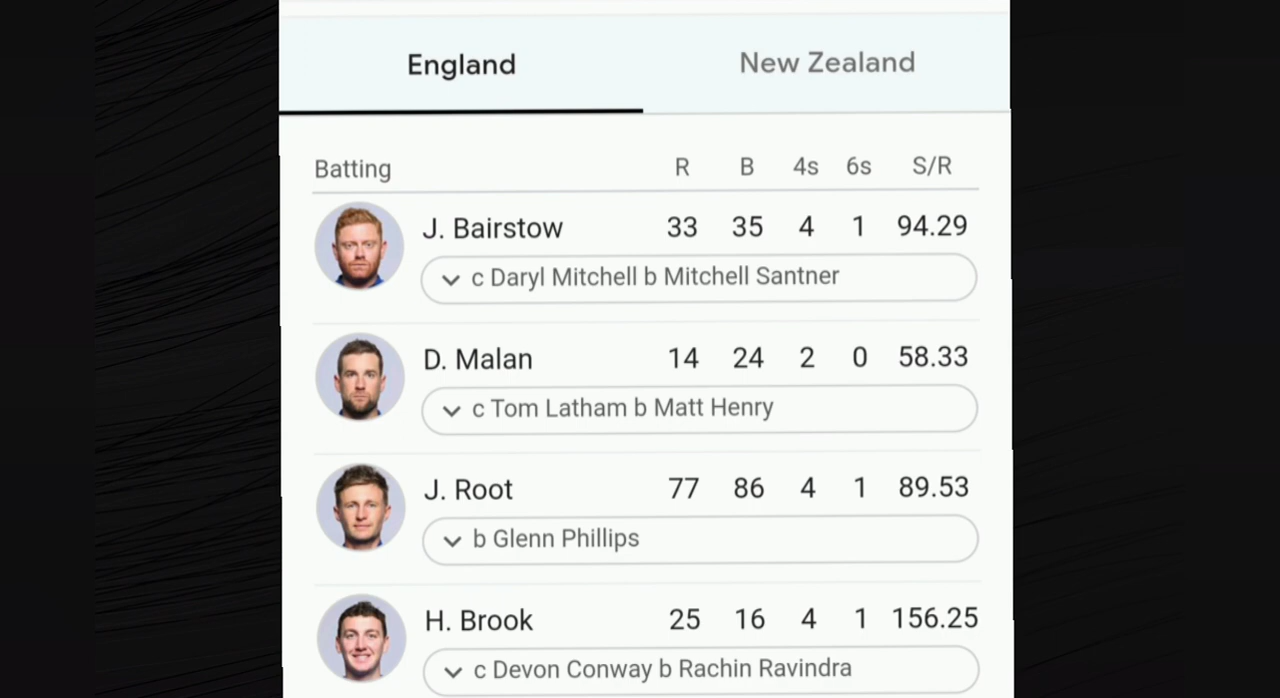 England New Zealand
Batting R B 4s 6s S/R
J. Bairstow 33 35 4 1 94.29
c Daryl Mitchell b Mitchell Santner
D. Malan 14 24 2 0 58.33
c Tom Latham b Matt Henry
J. Root 77 86 4 1 89.53
b Glenn Phillips
H. Brook 25 16 4 1 156.25
c Devon Conway b Rachin Ravindra